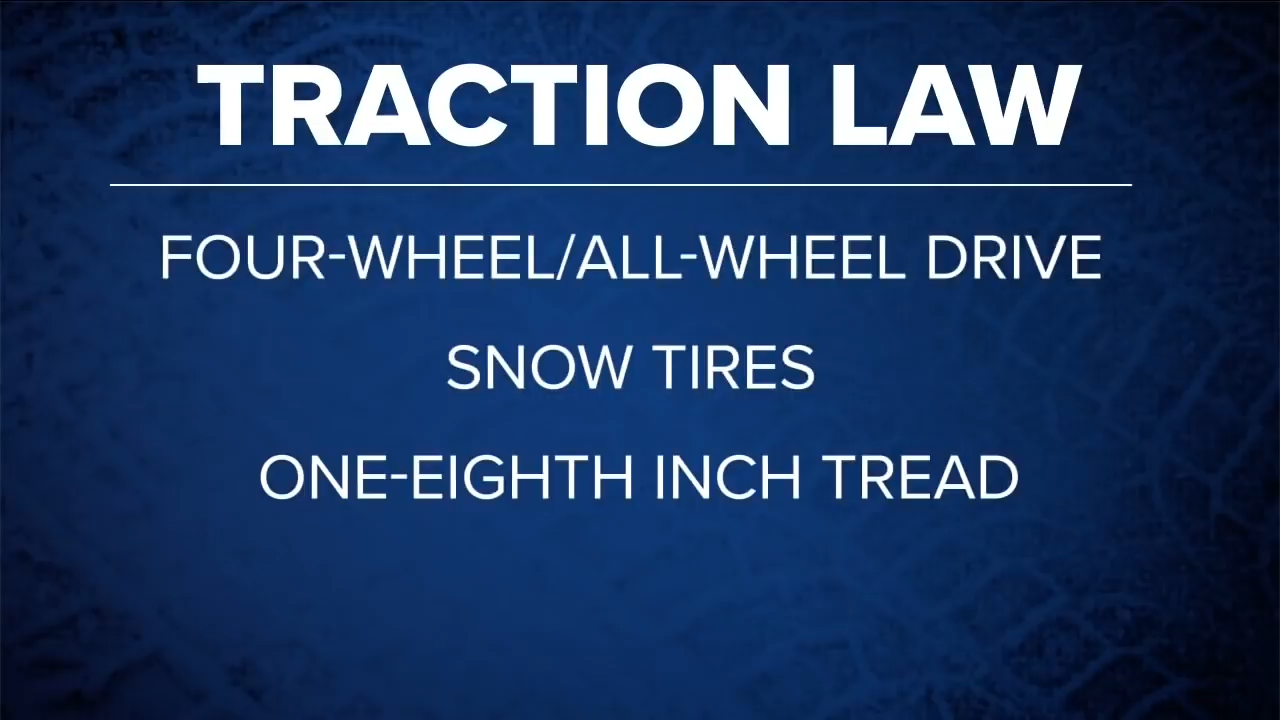 TRACTION LAW
FOUR-WHEEL/ALL-WHEEL DRIVE
SNOW TIRES
ONE-EIGHTH INCH TREAD